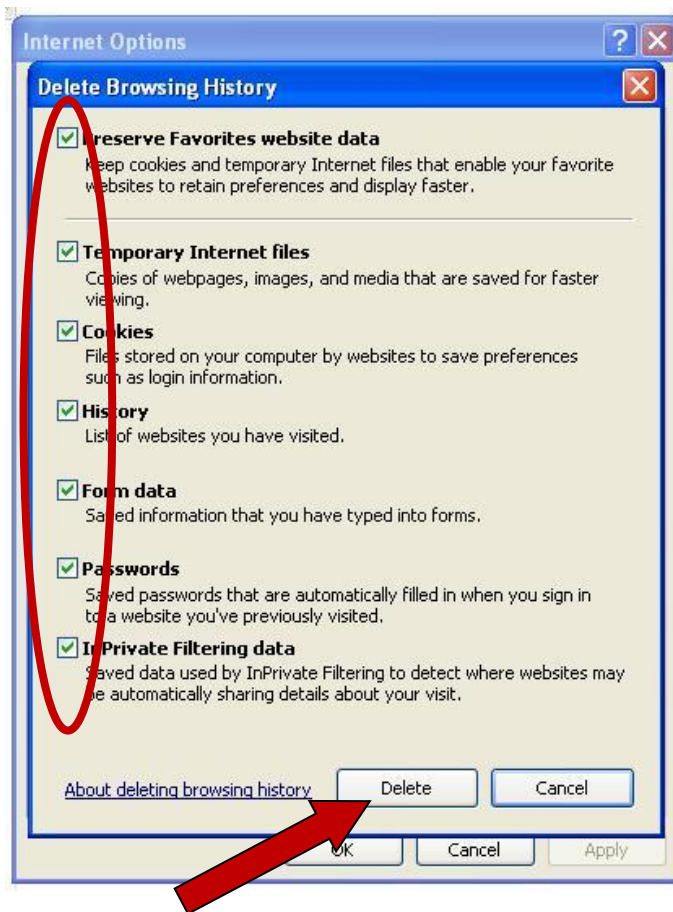 Internet Options
Delete Browsing History
Preserve Favorites website data
Keep cookies and temporary Internet files that enable your favorite
websites to retain preferences and display faster.
Temporary Internet files
Copies of webpages, images, and media that are saved for faster
viewing.
Cookies
Files stored on your computer by websites to save preferences
such as login information.
History
List of websites you have visited.
Form data
Saved information that you have typed into forms.
Passwords
Saved passwords that are automatically filled in when you sign in
to a website you've previously visited.
InPrivate Filtering data
Saved data used by InPrivate Filtering to detect where websites may
be automatically sharing details about your visit.
About deleting browsing history Delete Cancel
OK Cancel Apply